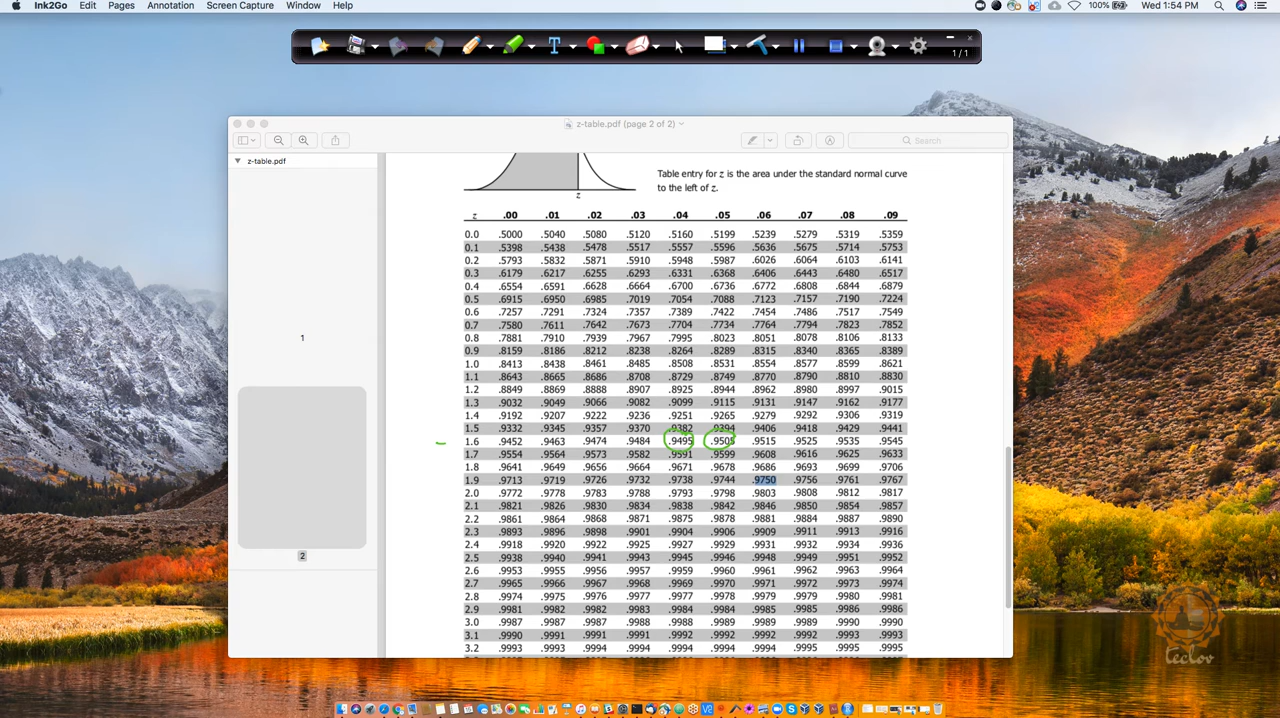 Ink2Go Edit Pages Annotation Screen Capture Window Help 100% Wed 1:54 PM
1/1
z-table.pdf (page 2 of 2)
Search
z-table.pdf
Table entry for z is the area under the standard normal curve
to the left of z.
z
z .00 .01 .02 .03 .04 .05 .06 .07 .08 .09
0.0 .5000 .5040 .5080 .5120 .5160 .5199 .5239 .5279 .5319 .5359
0.1 .5398 .5438 .5478 .5517 .5557 .5596 .5636 .5675 .5714 .5753
0.2 .5793 .5832 .5871 .5910 .5948 .5987 .6026 .6064 .6103 .6141
0.3 .6179 .6217 .6255 .6293 .6331 .6368 .6406 .6443 .6480 .6517
0.4 .6554 .6591 .6628 .6664 .6700 .6736 .6772 .6808 .6844 .6879
0.5 .6915 .6950 .6985 .7019 .7054 .7088 .7123 .7157 .7190 .7224
0.6 .7257 .7291 .7324 .7357 .7389 .7422 .7454 .7486 .7517 .7549
0.7 .7580 .7611 .7642 .7673 .7704 .7734 .7764 .7794 .7823 .7852
0.8 .7881 .7910 .7939 .7967 .7995 .8023 .8051 .8078 .8106 .8133
0.9 .8159 .8186 .8212 .8238 .8264 .8289 .8315 .8340 .8365 .8389
1.0 .8413 .8438 .8461 .8485 .8508 .8531 .8554 .8577 .8599 .8621
1.1 .8643 .8665 .8686 .8708 .8729 .8749 .8770 .8790 .8810 .8830
1.2 .8849 .8869 .8888 .8907 .8925 .8944 .8962 .8980 .8997 .9015
1.3 .9032 .9049 .9066 .9082 .9099 .9115 .9131 .9147 .9162 .9177
1.4 .9192 .9207 .9222 .9236 .9251 .9265 .9279 .9292 .9306 .9319
1.5 .9332 .9345 .9357 .9370 .9382 .9394 .9406 .9418 .9429 .9441
1.6 .9452 .9463 .9474 .9484 .9495 .9505 .9515 .9525 .9535 .9545
1.7 .9554 .9564 .9573 .9582 .9591 .9599 .9608 .9616 .9625 .9633
1.8 .9641 .9649 .9656 .9664 .9671 .9678 .9686 .9693 .9699 .9706
1.9 .9713 .9719 .9726 .9732 .9738 .9744 .9750 .9756 .9761 .9767
2.0 .9772 .9778 .9783 .9788 .9793 .9798 .9803 .9808 .9812 .9817
2.1 .9821 .9826 .9830 .9834 .9838 .9842 .9846 .9850 .9854 .9857
2.2 .9861 .9864 .9868 .9871 .9875 .9878 .9881 .9884 .9887 .9890
2.3 .9893 .9896 .9898 .9901 .9904 .9906 .9909 .9911 .9913 .9916
2.4 .9918 .9920 .9922 .9925 .9927 .9929 .9931 .9932 .9934 .9936
2.5 .9938 .9940 .9941 .9943 .9945 .9946 .9948 .9949 .9951 .9952
2.6 .9953 .9955 .9956 .9957 .9959 .9960 .9961 .9962 .9963 .9964
2.7 .9965 .9966 .9967 .9968 .9969 .9970 .9971 .9972 .9973 .9974
2.8 .9974 .9975 .9976 .9977 .9977 .9978 .9979 .9979 .9980 .9981
2.9 .9981 .9982 .9982 .9983 .9984 .9984 .9985 .9985 .9986 .9986
3.0 .9987 .9987 .9987 .9988 .9988 .9989 .9989 .9989 .9990 .9990
3.1 .9990 .9991 .9991 .9991 .9992 .9992 .9992 .9992 .9993 .9993
3.2 .9993 .9993 .9994 .9994 .9994 .9994 .9994 .9995 .9995 .9995
1
2
teclov